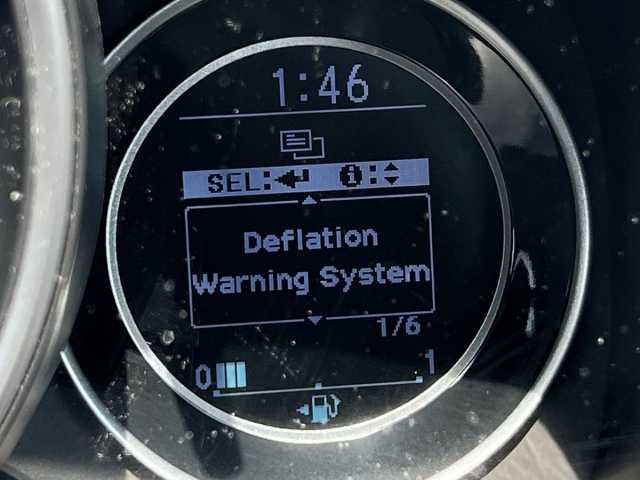 1:46
SEL: i:
Deflation
Warning System
1/6
0 1